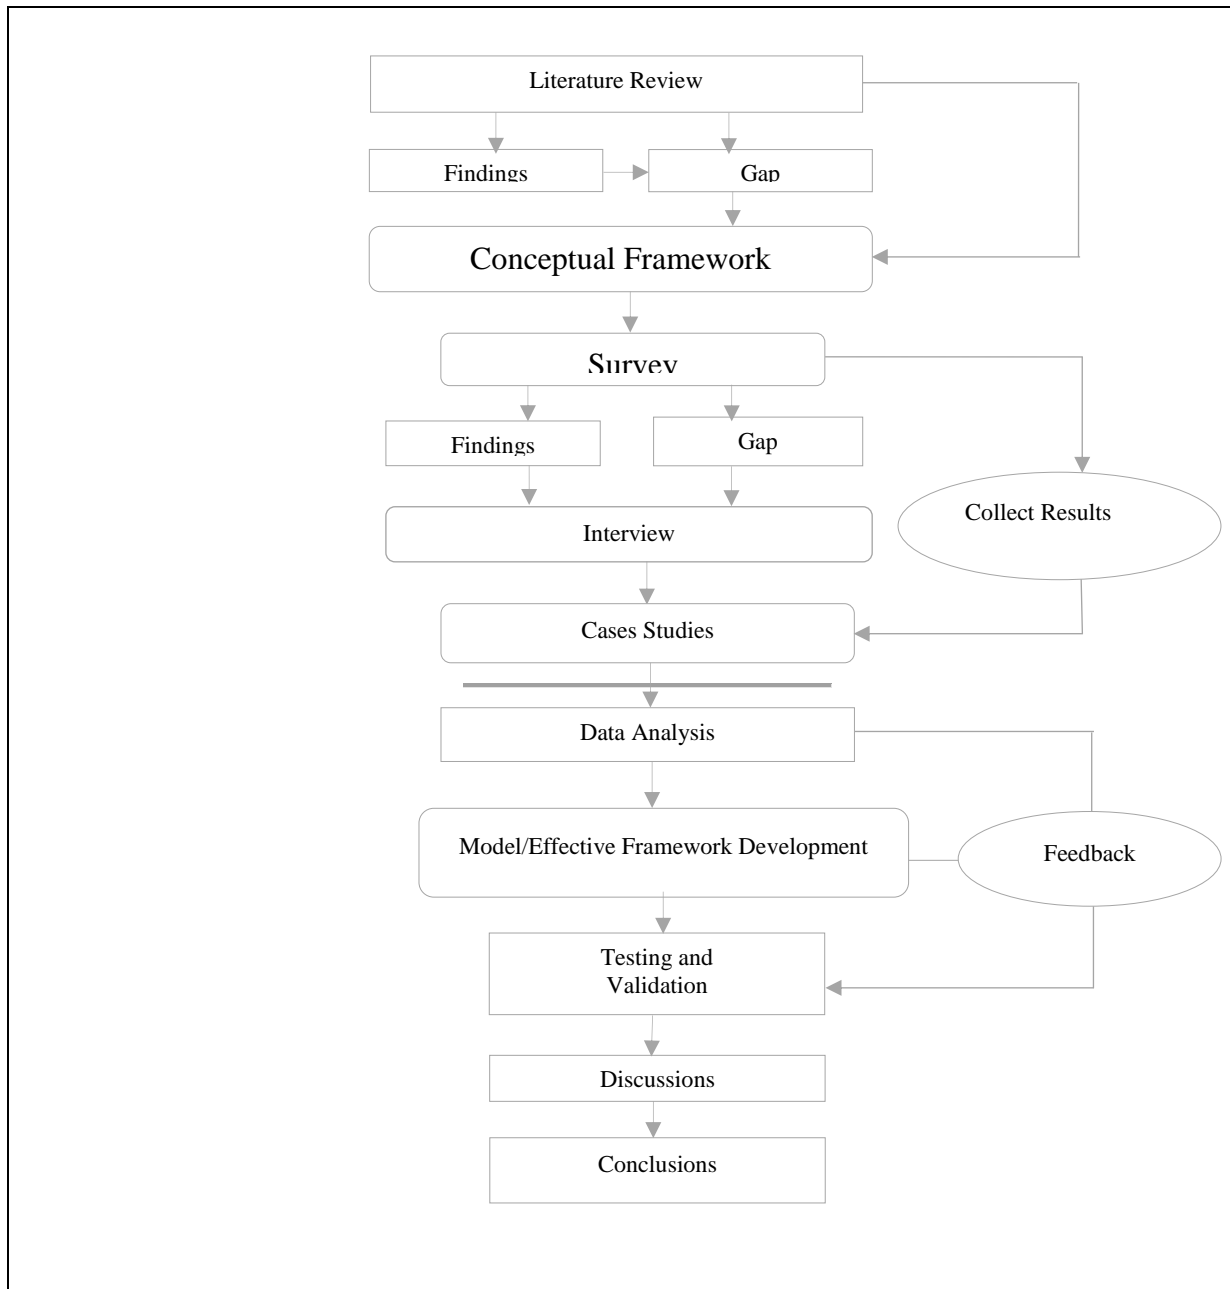 Literature Review
Findings
Gap
Conceptual Framework
Survey
Findings
Gap
Collect Results
Interview
Cases Studies
Data Analysis
Model/Effective Framework Development
Feedback
Testing and
Validation
Discussions
Conclusions